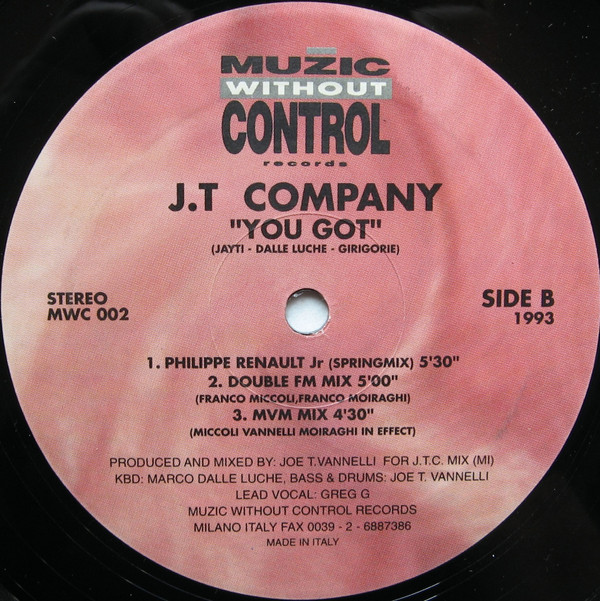 MUZIC
WITHOUT
CONTROL
records
J.T COMPANY
"YOU GOT"
(JAYTI - DALLE LUCHE - GIRIGORIE)
STEREO
MWC 002
SIDE B
1993
1. PHILIPPE RENAULT Jr (SPRINGMIX) 5'30"
2. DOUBLE FM MIX 5'00"
(FRANCO MICCOLI,FRANCO MOIRAGHI)
3. MVM MIX 4'30"
(MICCOLI VANNELLI MOIRAGHI IN EFFECT)
PRODUCED AND MIXED BY: JOE T.VANNELLI FOR J.T.C. MIX (MI)
KBD: MARCO DALLE LUCHE, BASS & DRUMS: JOE T. VANNELLI
LEAD VOCAL: GREG G
MUZIC WITHOUT CONTROL RECORDS
MILANO ITALY FAX 0039 - 2 - 6887386
MADE IN ITALY